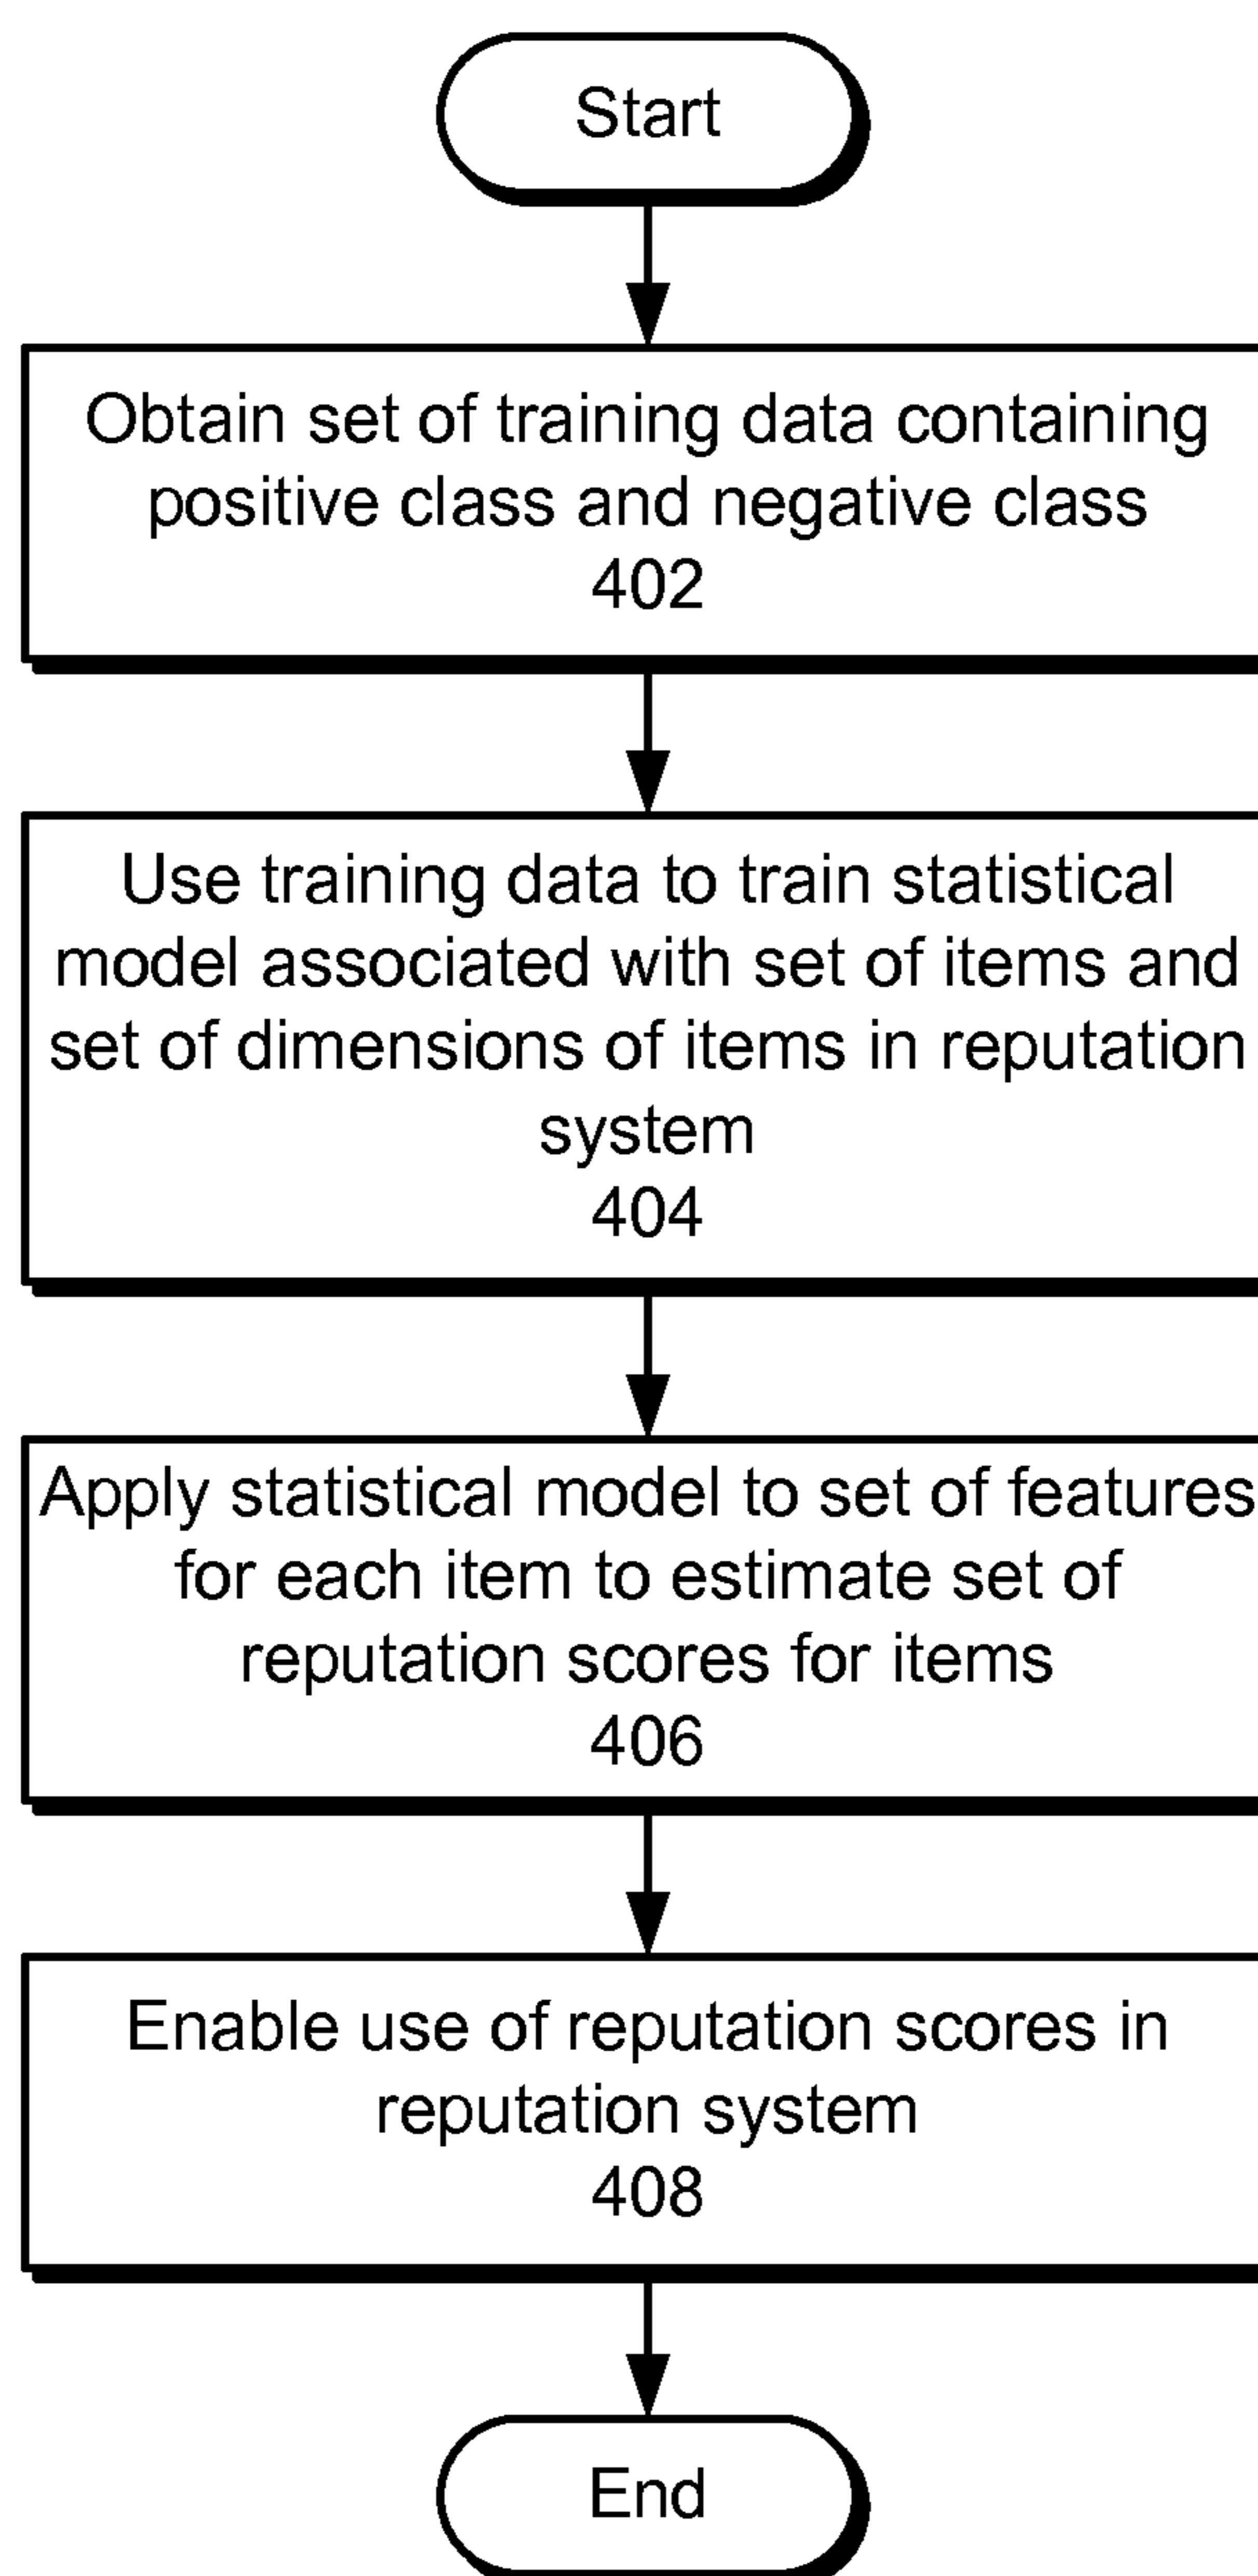 Start
Obtain set of training data containing
positive class and negative class
402
Use training data to train statistical
model associated with set of items and
set of dimensions of items in reputation
system
404
Apply statistical model to set of features
for each item to estimate set of
reputation scores for items
406
Enable use of reputation scores in
reputation system
408
End